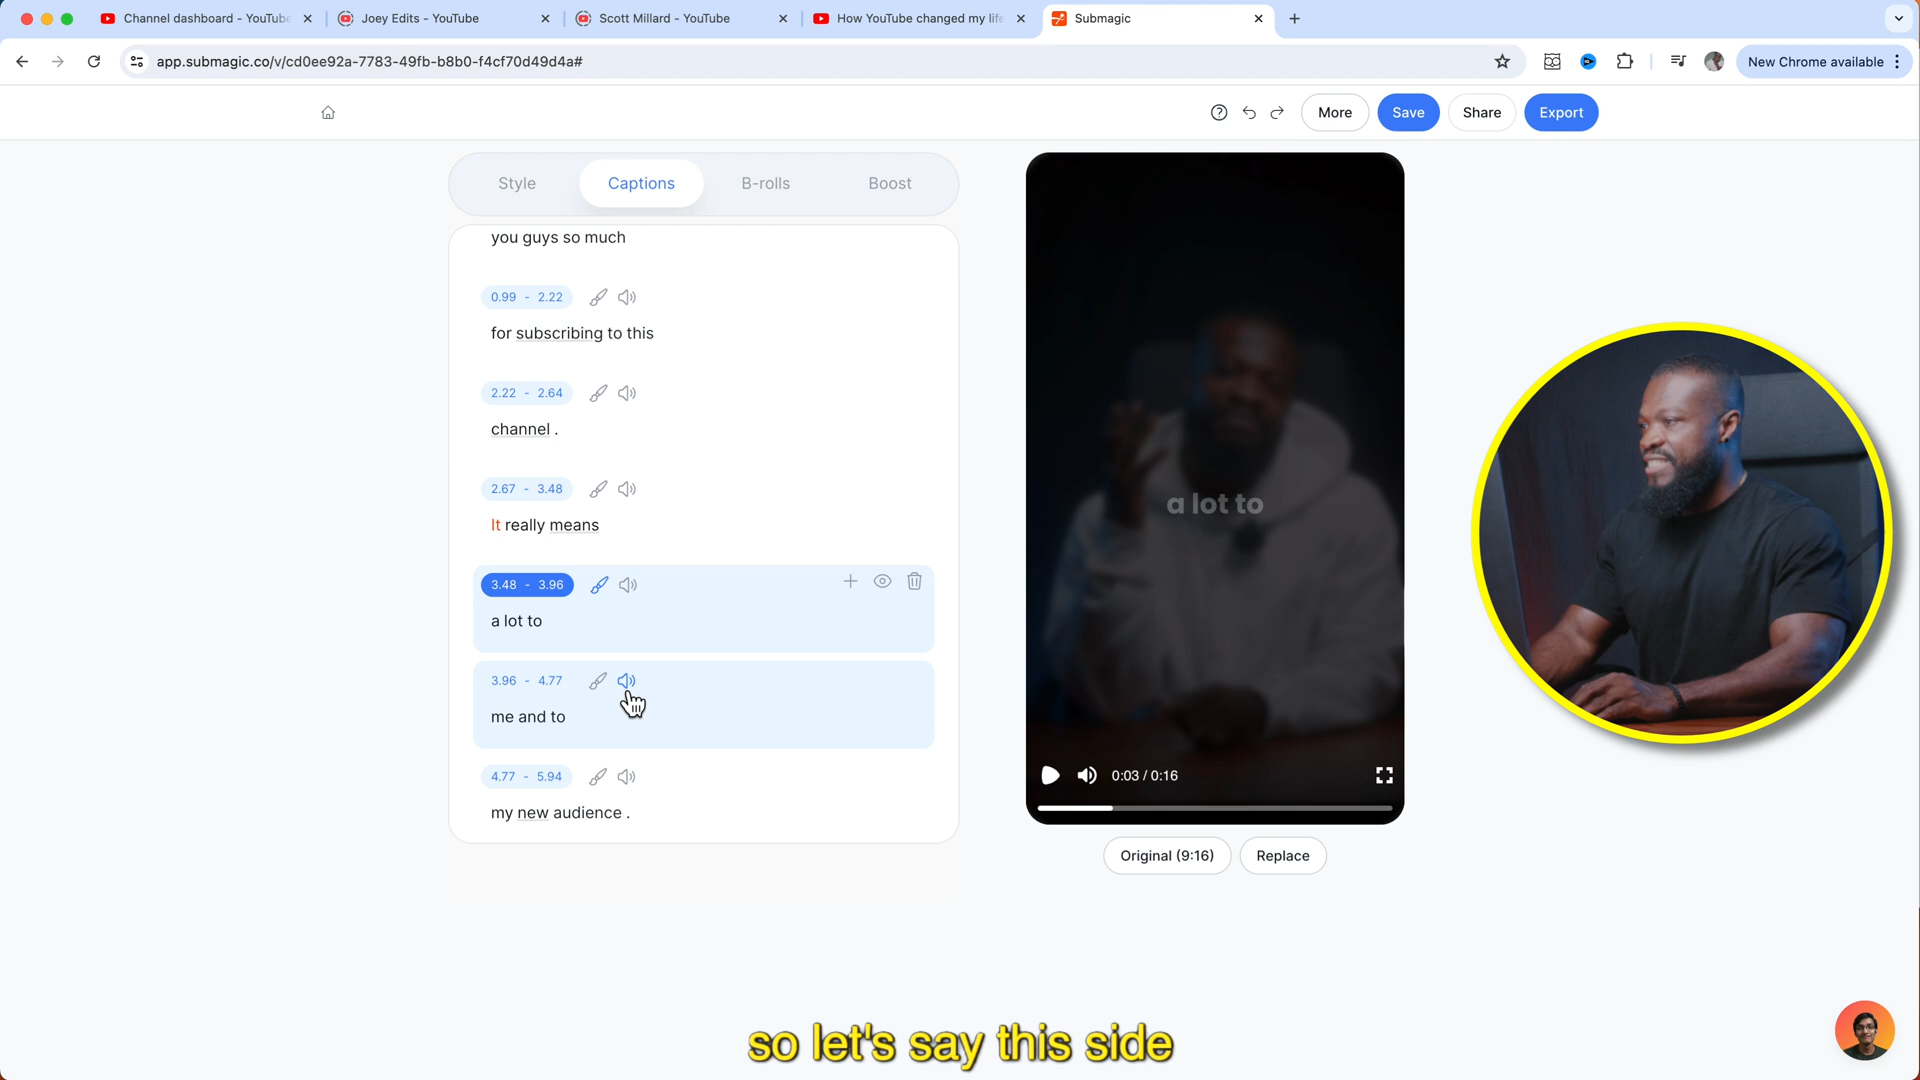 Channel dashboard - YouTube
Joey Edits - YouTube
Scott Millard - YouTube
How YouTube changed my life
Submagic
app.submagic.co/v/cd0ee92a-7783-49fb-b8b0-f4cf70d49d4a#
New Chrome available
More
Save
Share
Export
Style
Captions
B-rolls
Boost
you guys so much
0.99 - 2.22
for subscribing to this
2.22 - 2.64
channel .
2.67 - 3.48
It really means
3.48 - 3.96
a lot to
3.96 - 4.77
me and to
4.77 - 5.94
my new audience .
a lot to
0:03 / 0:16
Original (9:16)
Replace
so let's say this side